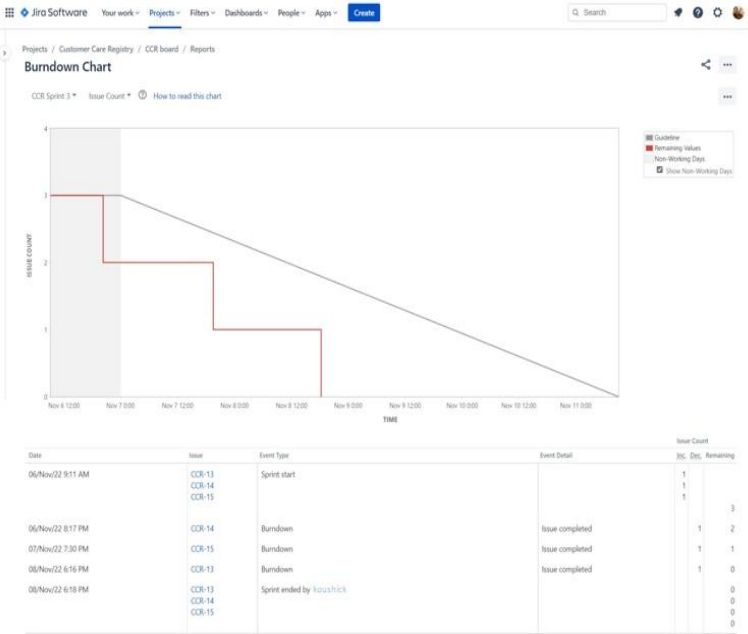 Jira Software Your work Projects Filters Dashboards People Apps Create Search
Projects / Customer Care Registry / CCR board / Reports
Burndown Chart
CCR Sprint 3 Issue Count How to read this chart
Guideline
Remaining Values
Non-Working Days
Show Non-Working Days
4
3
2
1
0
ISSUE COUNT
Nov 6 12:00 Nov 7 0:00 Nov 7 12:00 Nov 8 0:00 Nov 8 12:00 Nov 9 0:00 Nov 9 12:00 Nov 10 0:00 Nov 10 12:00 Nov 11 0:00
TIME
Issue Count
Date Issue Event Type Event Detail Inc. Dec. Remaining
06/Nov/22 9:11 AM CCR-13 Sprint start 1
CCR-14 1
CCR-15 1
3
06/Nov/22 8:17 PM CCR-14 Burndown Issue completed 1 2
07/Nov/22 7:30 PM CCR-15 Burndown Issue completed 1 1
08/Nov/22 6:16 PM CCR-13 Burndown Issue completed 1 0
08/Nov/22 6:18 PM CCR-13 Sprint ended by koushick 0
CCR-14 0
CCR-15 0
0